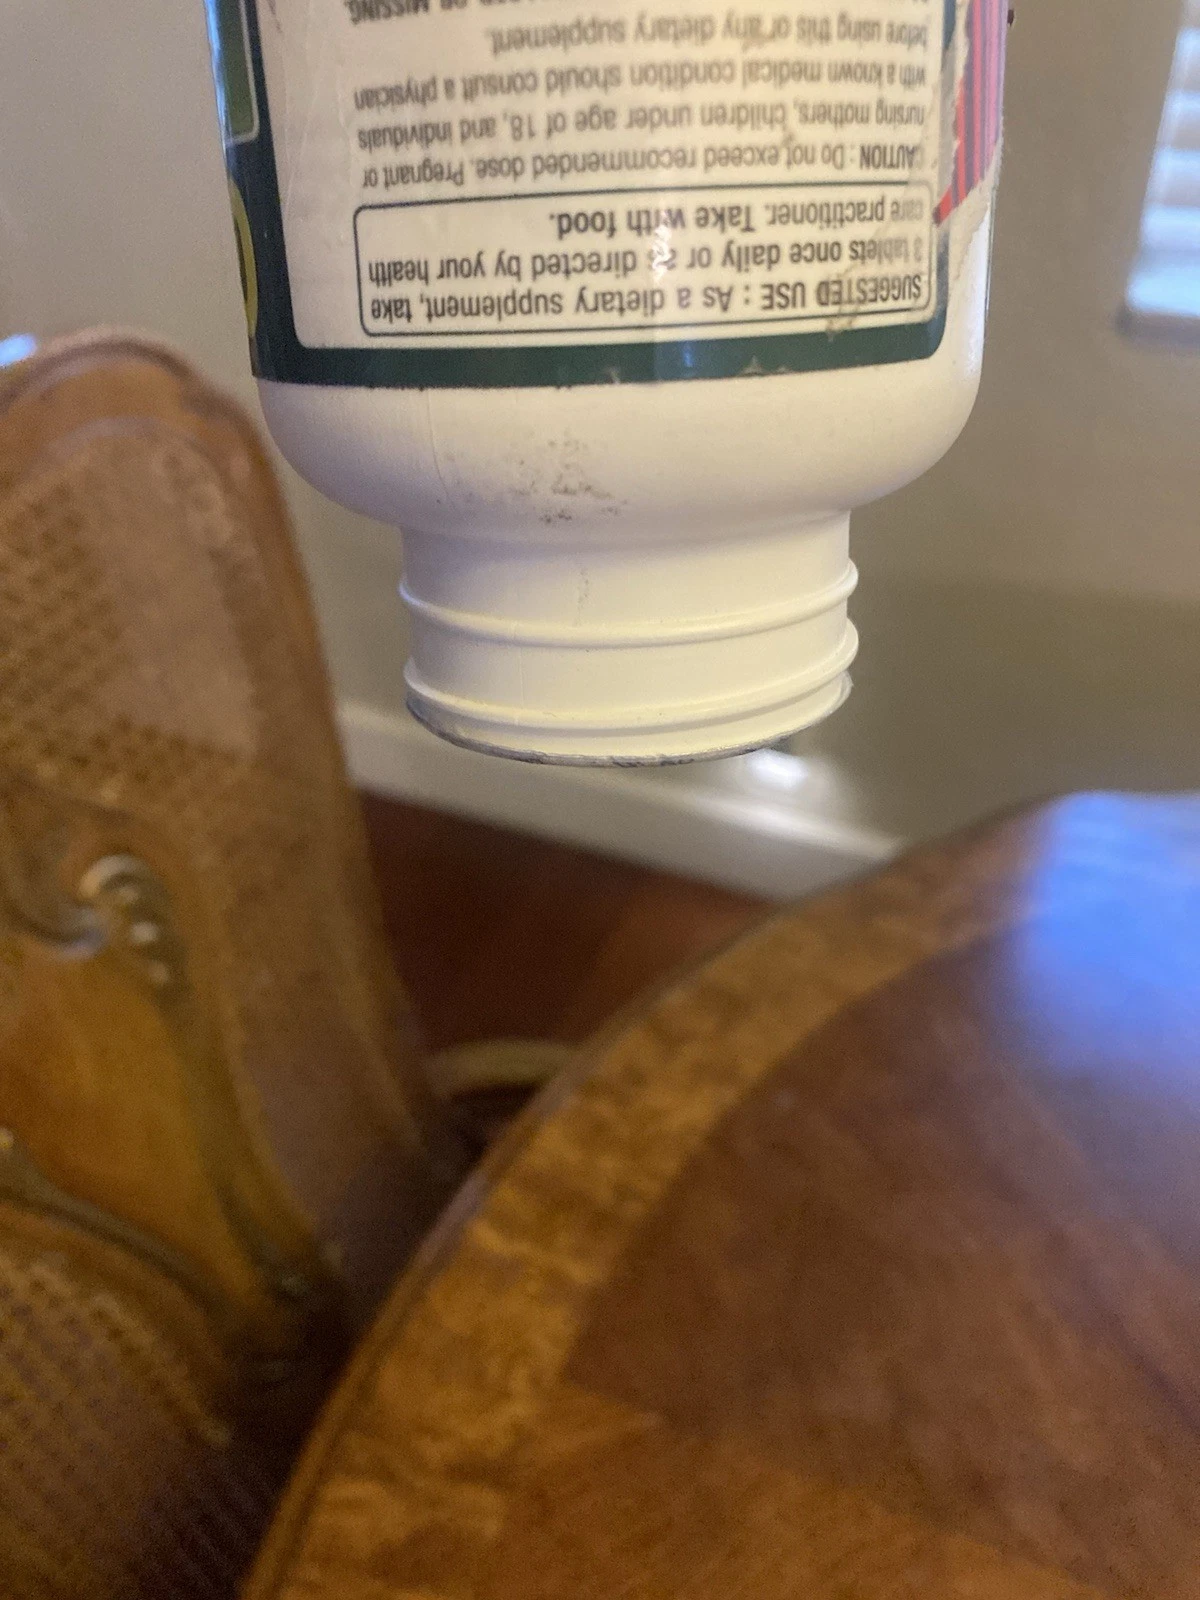 SUGGESTED USE : As a dietary supplement, take
3 tablets once daily or as directed by your health
care practitioner. Take with food.
CAUTION : Do not exceed recommended dose. Pregnant or
nursing mothers, children under age of 18, and individuals
with a known medical condition should consult a physician
before using this or any dietary supplement.
OR MISSING.